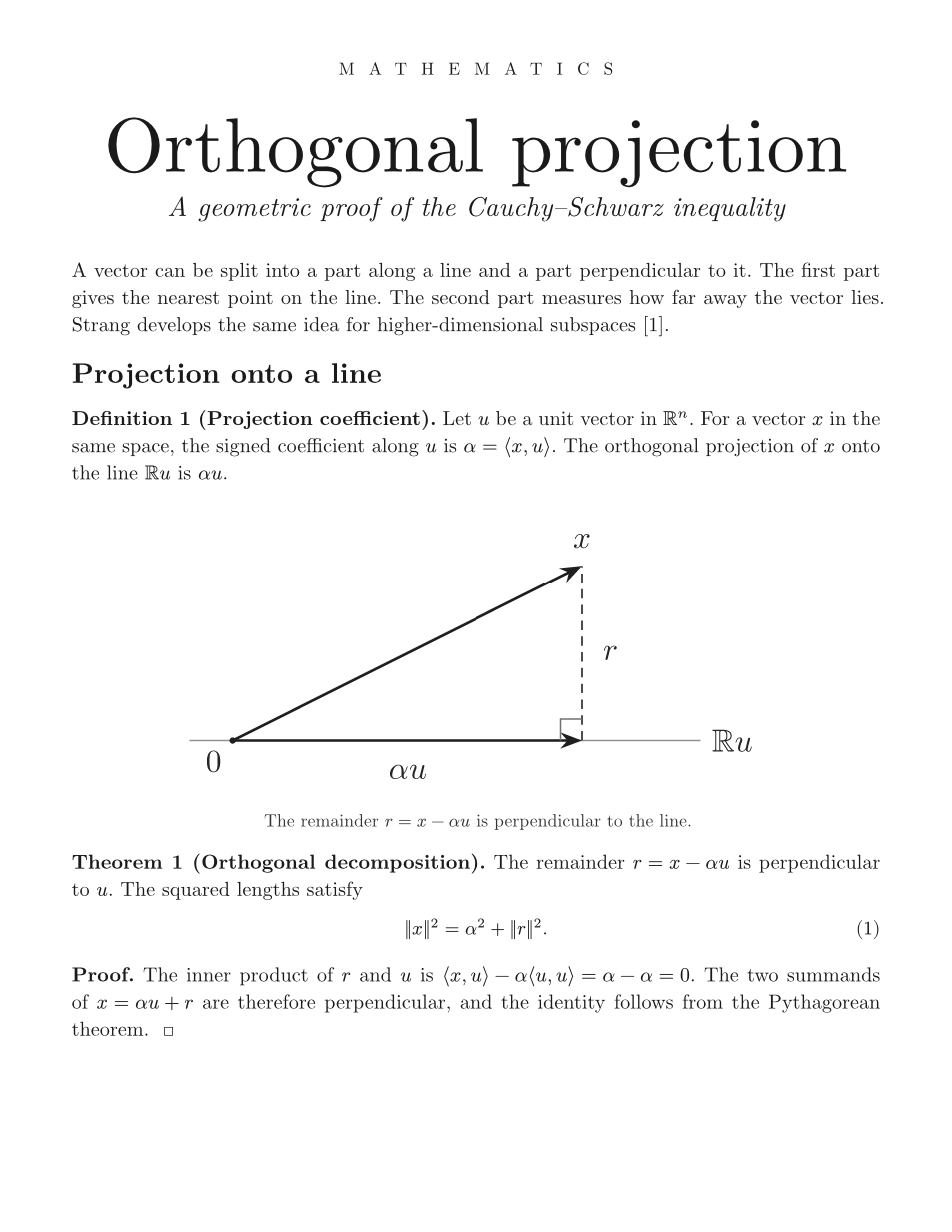 MATHEMATICS
Orthogonal projection
A geometric proof of the Cauchy–Schwarz inequality
A vector can be split into a part along a line and a part perpendicular to it. The first part
gives the nearest point on the line. The second part measures how far away the vector lies.
Strang develops the same idea for higher-dimensional subspaces [1].
Projection onto a line
Definition 1 (Projection coefficient). Let u be a unit vector in ℝⁿ. For a vector x in the
same space, the signed coefficient along u is α = ⟨x, u⟩. The orthogonal projection of x onto
the line ℝu is αu.
x
r
0
αu
ℝu
The remainder r = x − αu is perpendicular to the line.
Theorem 1 (Orthogonal decomposition). The remainder r = x − αu is perpendicular
to u. The squared lengths satisfy
‖x‖² = α² + ‖r‖². (1)
Proof. The inner product of r and u is ⟨x, u⟩ − α⟨u, u⟩ = α − α = 0. The two summands
of x = αu + r are therefore perpendicular, and the identity follows from the Pythagorean
theorem. □